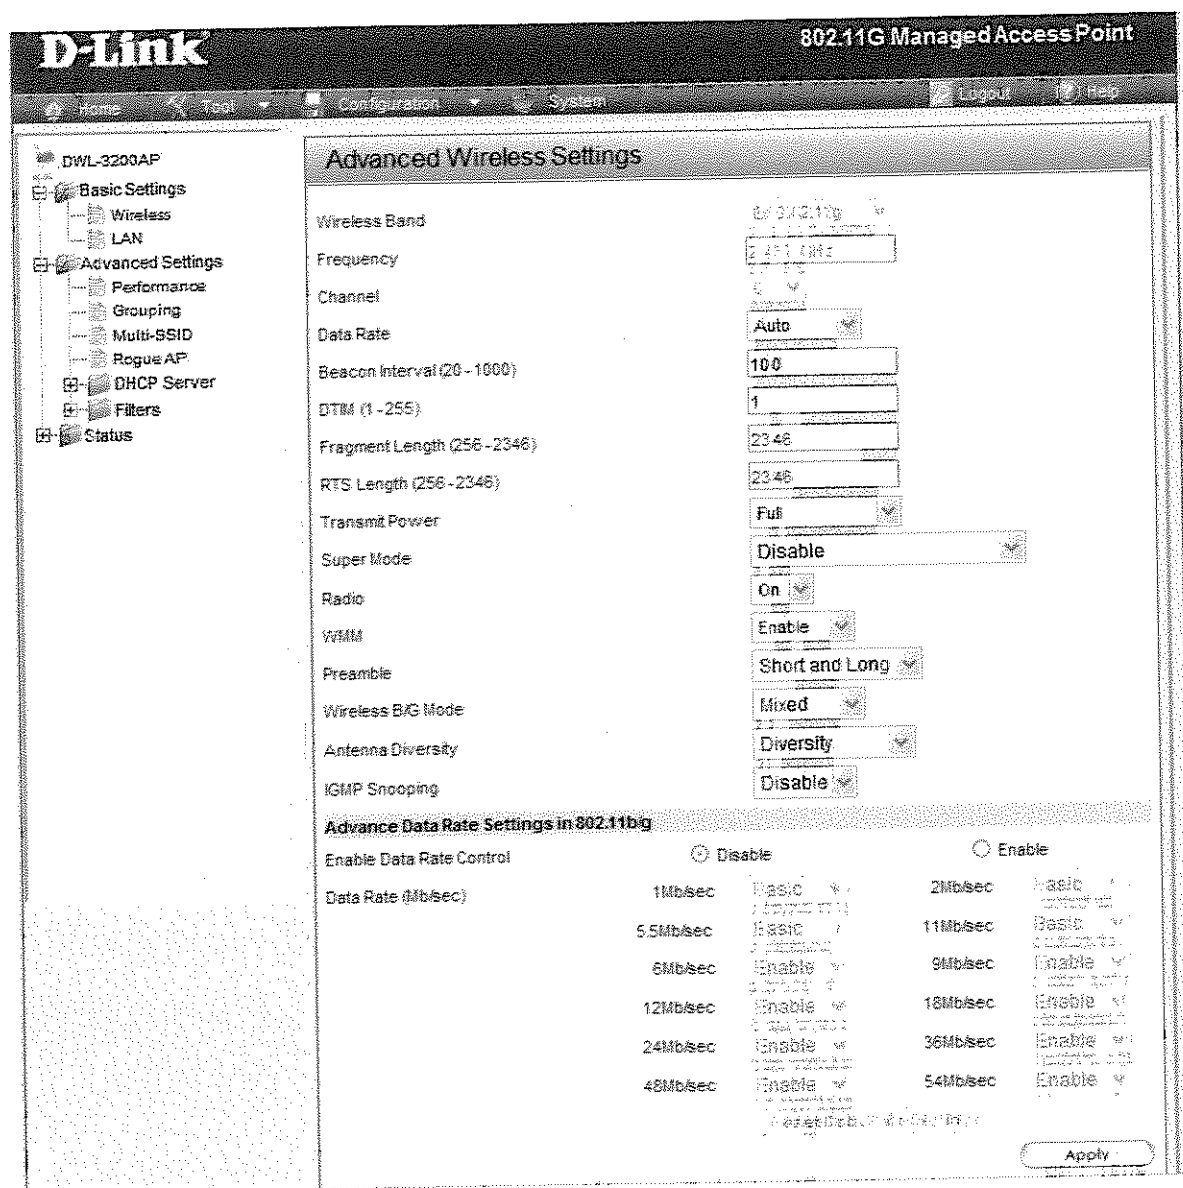 D-Link
802.11G Managed Access Point
Home Tool Configuration System Logout Help
DWL-3200AP
Basic Settings
Wireless
LAN
Advanced Settings
Performance
Grouping
Multi-SSID
Rogue AP
DHCP Server
Filters
Status
Advanced Wireless Settings
Wireless Band
Frequency GHz
Channel
Data Rate Auto
Beacon Interval (20 - 1000) 100
DTIM (1 - 255) 1
Fragment Length (256 - 2346) 2346
RTS Length (256 - 2346) 2346
Transmit Power Full
Super Mode Disable
Radio On
WMM Enable
Preamble Short and Long
Wireless B/G Mode Mixed
Antenna Diversity Diversity
IGMP Snooping Disable
Advance Data Rate Settings in 802.11b/g
Enable Data Rate Control Disable Enable
Data Rate (Mb/sec) 1Mb/sec Basic 2Mb/sec Basic
5.5Mb/sec Basic 11Mb/sec Basic
6Mb/sec Enable 9Mb/sec Enable
12Mb/sec Enable 18Mb/sec Enable
24Mb/sec Enable 36Mb/sec Enable
48Mb/sec Enable 54Mb/sec Enable
Apply